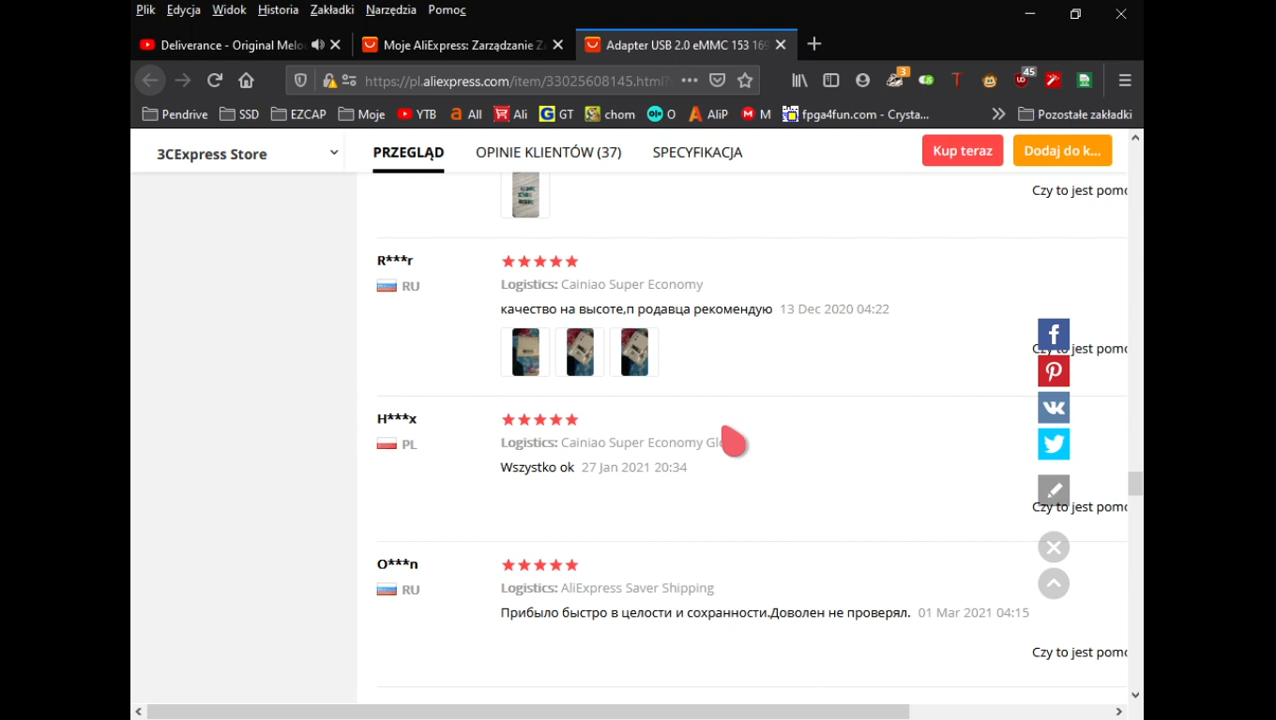 Plik Edycja Widok Historia Zakładki Narzędzia Pomoc
Deliverance - Original Melo
Moje AliExpress: Zarządzanie Z
Adapter USB 2.0 eMMC 153 169
https://pl.aliexpress.com/item/33025608145.html?
3
45
Pendrive SSD EZCAP Moje YTB All Ali GT chom O AliP M fpga4fun.com - Crysta... Pozostałe zakładki
3CExpress Store
PRZEGLĄD OPINIE KLIENTÓW (37) SPECYFIKACJA
Kup teraz
Dodaj do k...
Czy to jest pomo
R***r
RU
Logistics: Cainiao Super Economy
качество на высоте,п родавца рекомендую 13 Dec 2020 04:22
Czy to jest pomo
H***x
PL
Logistics: Cainiao Super Economy Glo
Wszystko ok 27 Jan 2021 20:34
Czy to jest pomo
O***n
RU
Logistics: AliExpress Saver Shipping
Прибыло быстро в целости и сохранности.Доволен не проверял. 01 Mar 2021 04:15
Czy to jest pomo